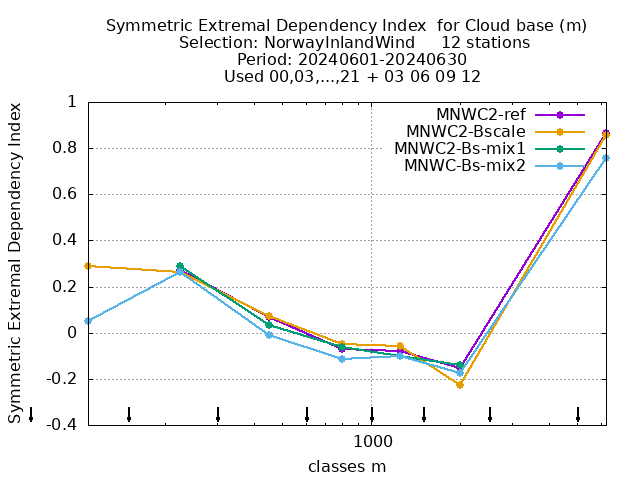 Symmetric Extremal Dependency Index  for Cloud base (m)
Selection: NorwayInlandWind     12 stations
Period: 20240601-20240630
Used 00,03,...,21 + 03 06 09 12
Symmetric Extremal Dependency Index
1
0.8
0.6
0.4
0.2
0
-0.2
-0.4
MNWC2-ref
MNWC2-Bscale
MNWC2-Bs-mix1
MNWC-Bs-mix2
1000
classes m